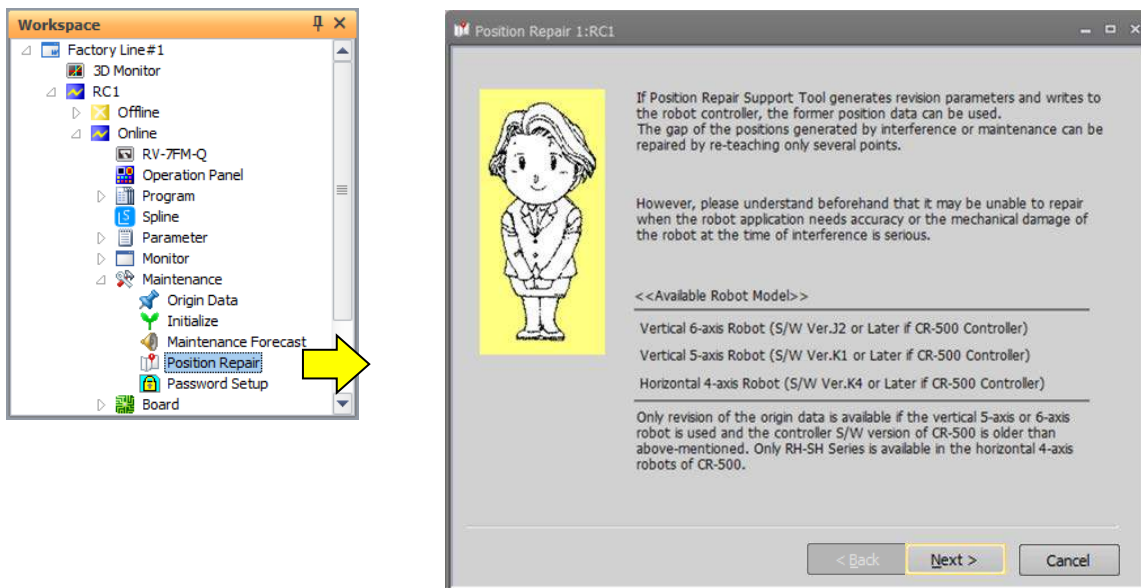 Workspace
Factory Line#1
3D Monitor
RC1
Offline
Online
RV-7FM-Q
Operation Panel
Program
Spline
Parameter
Monitor
Maintenance
Origin Data
Initialize
Maintenance Forecast
Position Repair
Password Setup
Board
Position Repair 1:RC1
If Position Repair Support Tool generates revision parameters and writes to
the robot controller, the former position data can be used.
The gap of the positions generated by interference or maintenance can be
repaired by re-teaching only several points.
However, please understand beforehand that it may be unable to repair
when the robot application needs accuracy or the mechanical damage of
the robot at the time of interference is serious.
<<Available Robot Model>>
Vertical 6-axis Robot (S/W Ver.J2 or Later if CR-500 Controller)
Vertical 5-axis Robot (S/W Ver.K1 or Later if CR-500 Controller)
Horizontal 4-axis Robot (S/W Ver.K4 or Later if CR-500 Controller)
Only revision of the origin data is available if the vertical 5-axis or 6-axis
robot is used and the controller S/W version of CR-500 is older than
above-mentioned. Only RH-SH Series is available in the horizontal 4-axis
robots of CR-500.
< Back
Next >
Cancel